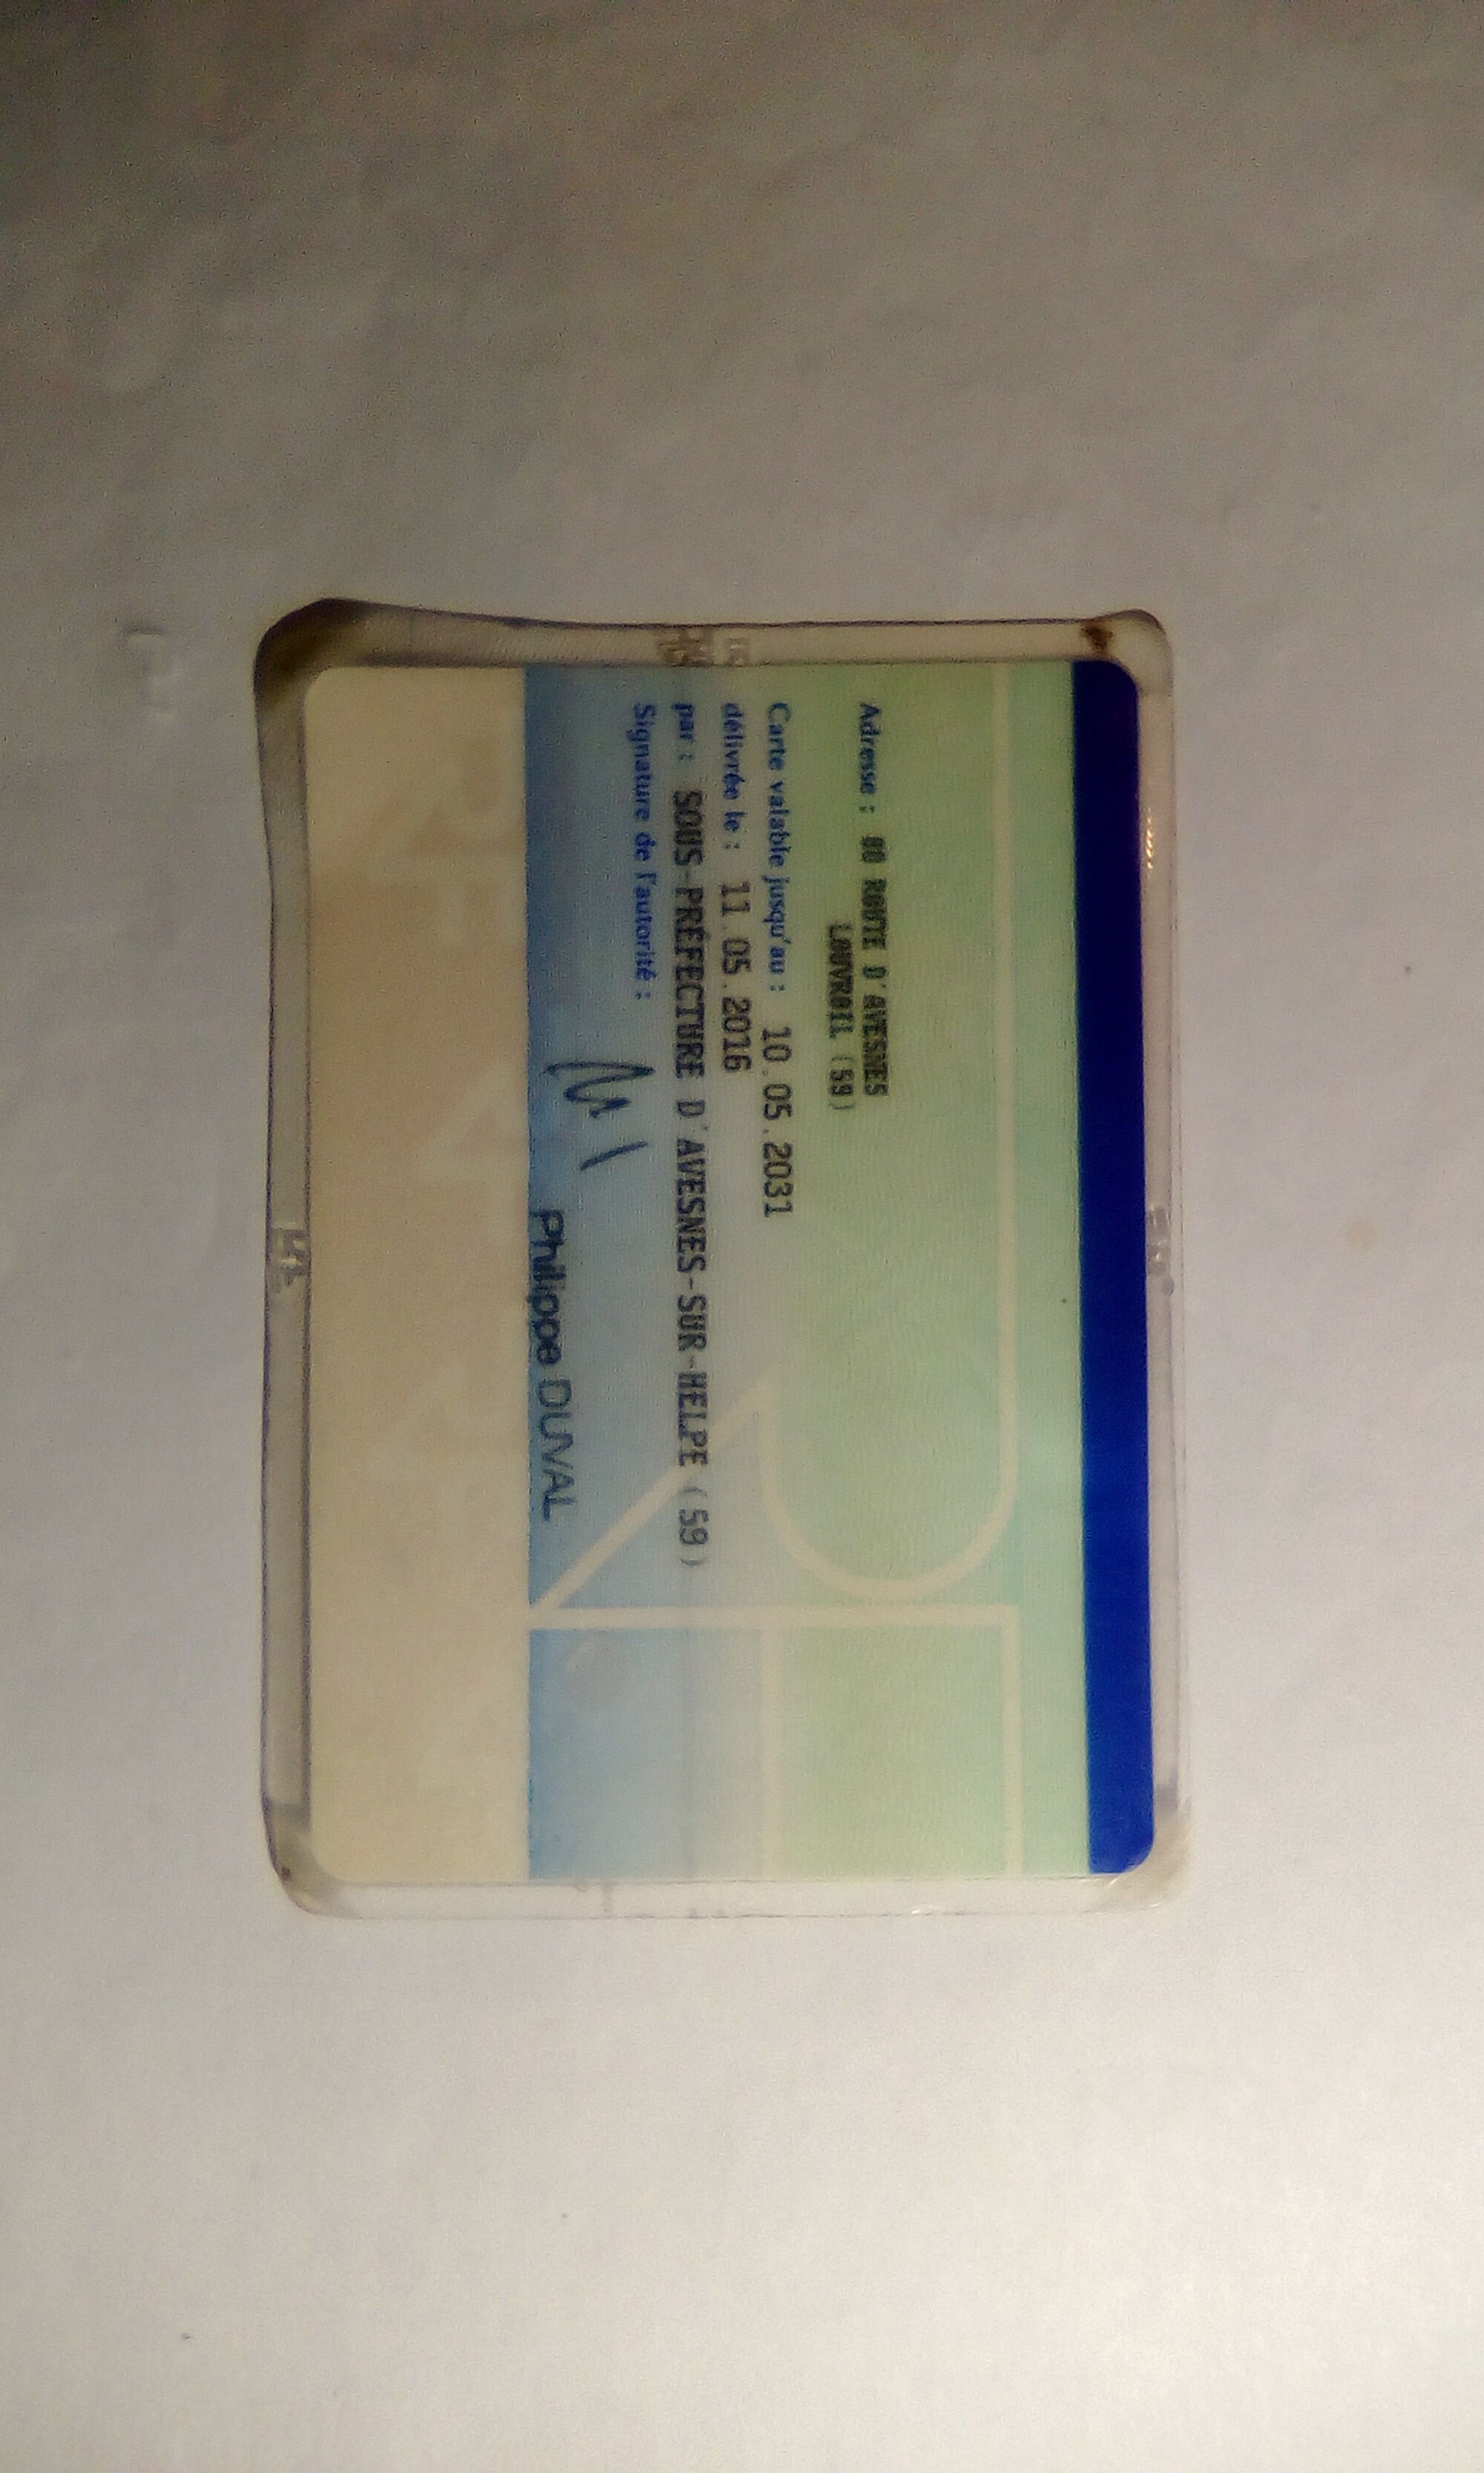 Adresse : 80 ROUTE D'AVESNES
LOUVROIL (59)
Carte valable jusqu'au : 10.05.2031
délivrée le : 11.05.2016
par : SOUS-PRÉFECTURE D'AVESNES-SUR-HELPE (59)
Signature de l'autorité :
Philippe DUVAL